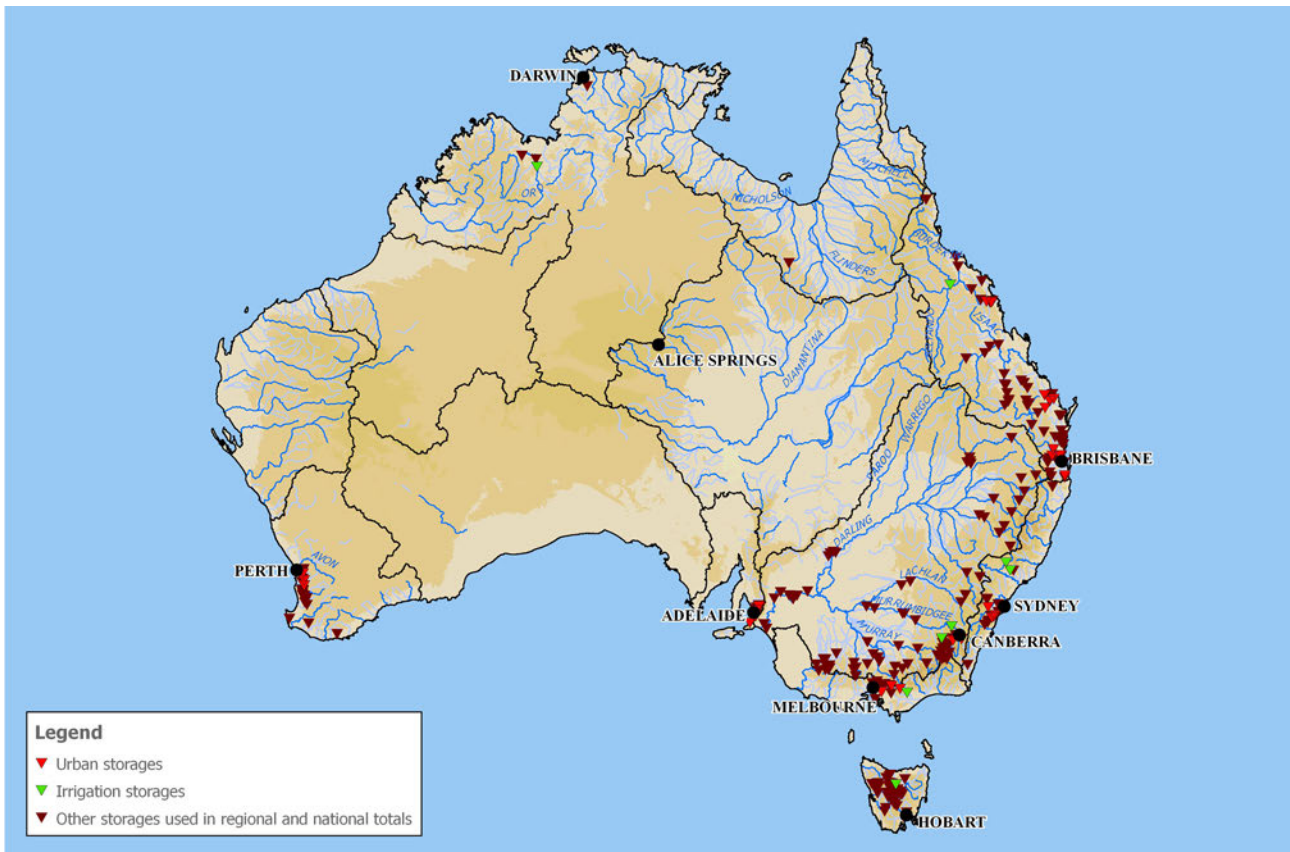 DARWIN
MITCHELL
ORD
NICHOLSON
FLINDERS
BURDEKIN
ISAAC
ALICE SPRINGS
DIAMANTINA
WARREGO
PAROO
BRISBANE
DARLING
AVON
PERTH
LACHLAN
MURRUMBIDGEE
SYDNEY
ADELAIDE
MURRAY
CANBERRA
MELBOURNE
HOBART
Legend
Urban storages
Irrigation storages
Other storages used in regional and national totals